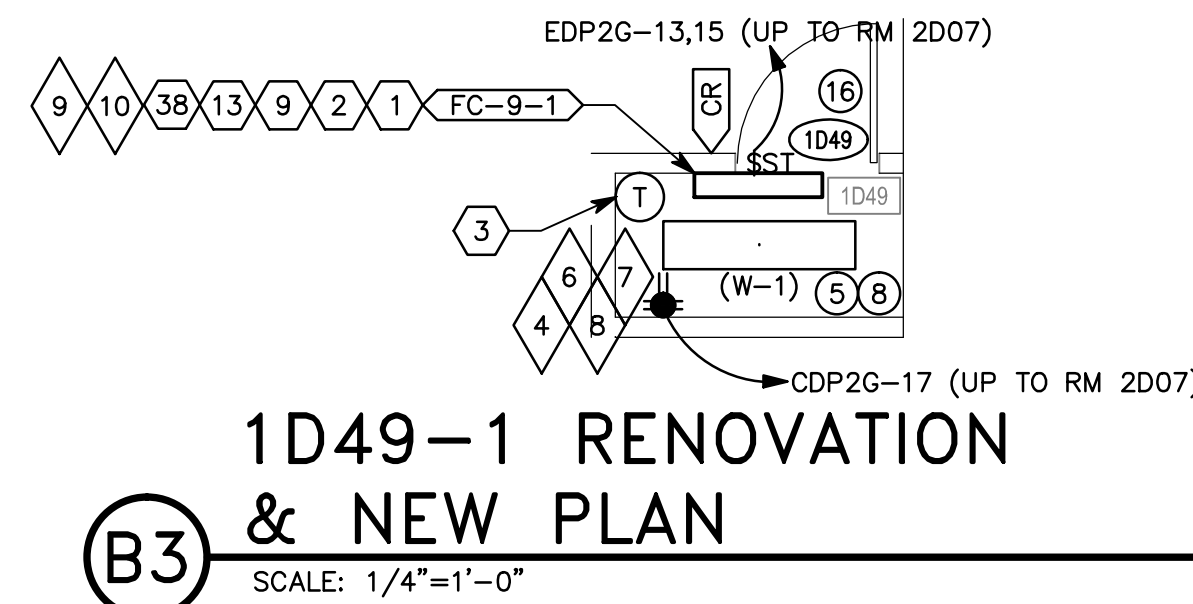 EDP2G-13,15 (UP TO RM 2D07)
9 10 38 13 9 2 1 FC-9-1
CR
16
1D49
$ST
T
1D49
3
6 7
(W-1) 5 8
4 8
CDP2G-17 (UP TO RM 2D07)
1D49-1 RENOVATION
& NEW PLAN
B3
SCALE: 1/4"=1'-0"